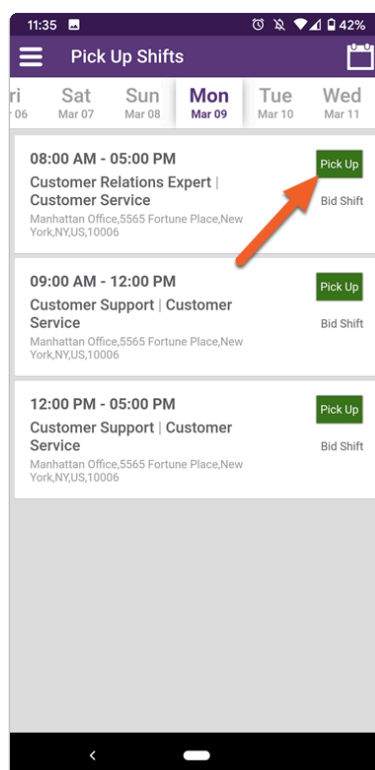 11:35 42%
Pick Up Shifts
ri Sat Sun Mon Tue Wed
06 Mar 07 Mar 08 Mar 09 Mar 10 Mar 11
08:00 AM - 05:00 PM
Pick Up
Customer Relations Expert |
Customer Service
Bid Shift
Manhattan Office,5565 Fortune Place,New
York,NY,US,10006
09:00 AM - 12:00 PM
Pick Up
Customer Support | Customer
Service
Bid Shift
Manhattan Office,5565 Fortune Place,New
York,NY,US,10006
12:00 PM - 05:00 PM
Pick Up
Customer Support | Customer
Service
Bid Shift
Manhattan Office,5565 Fortune Place,New
York,NY,US,10006